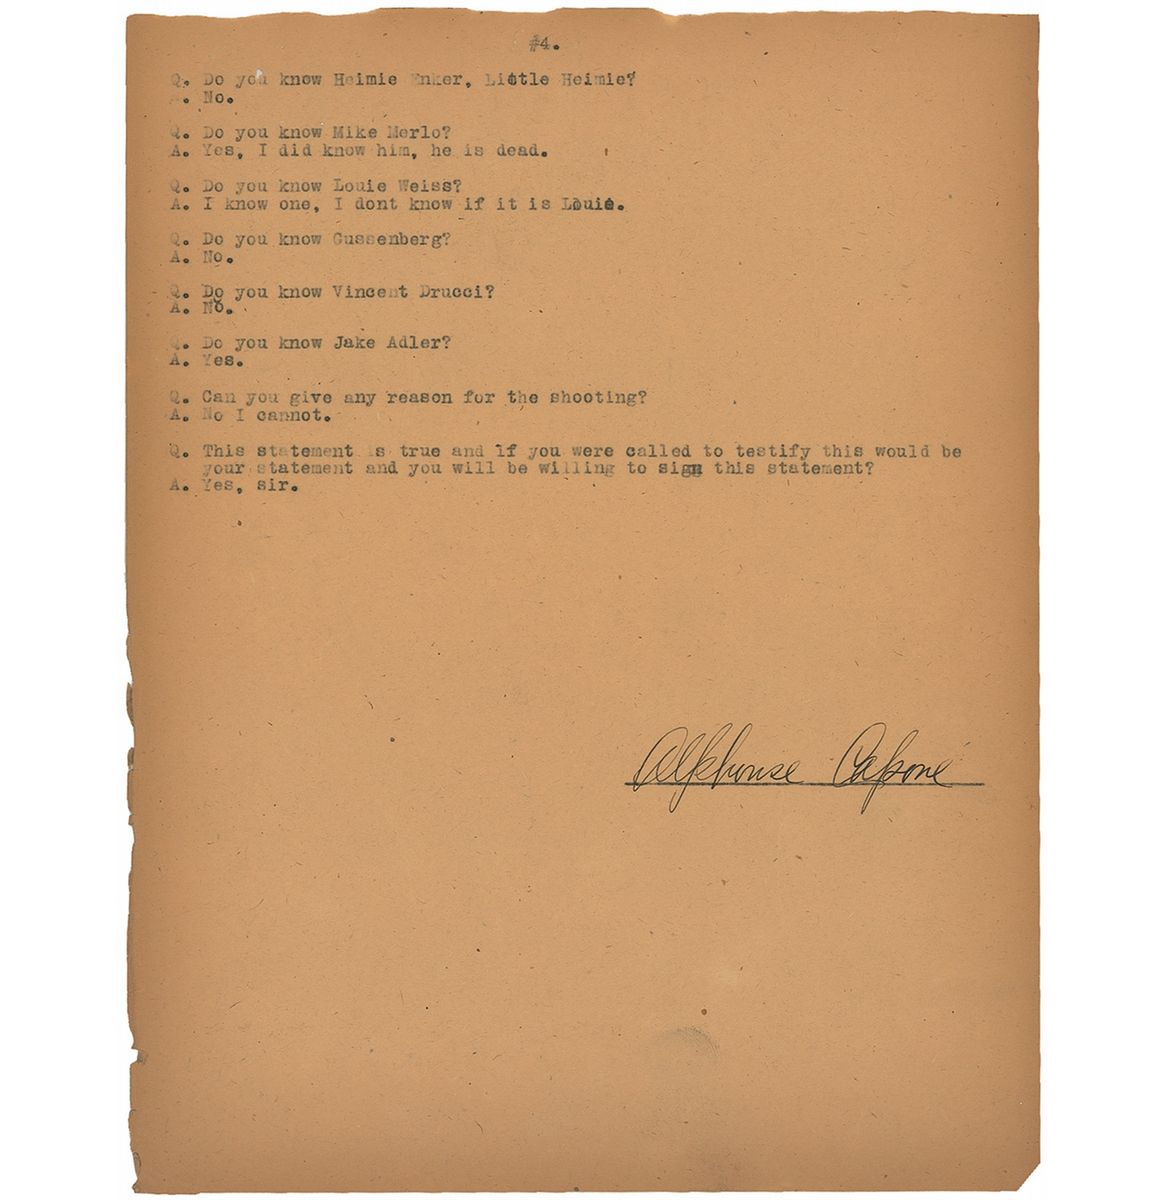 #4.
Q. Do you know Heimie Enker, Little Heimie?
A. No.
Q. Do you know Mike Merlo?
A. Yes, I did know him, he is dead.
Q. Do you know Louie Weiss?
A. I know one, I dont know if it is Louie.
Q. Do you know Gussenberg?
A. No.
Q. Do you know Vincent Drucci?
A. No.
Q. Do you know Jake Adler?
A. Yes.
Q. Can you give any reason for the shooting?
A. No I cannot.
Q. This statement is true and if you were called to testify this would be
your statement and you will be willing to sign this statement?
A. Yes, sir.
Alphonse Capone